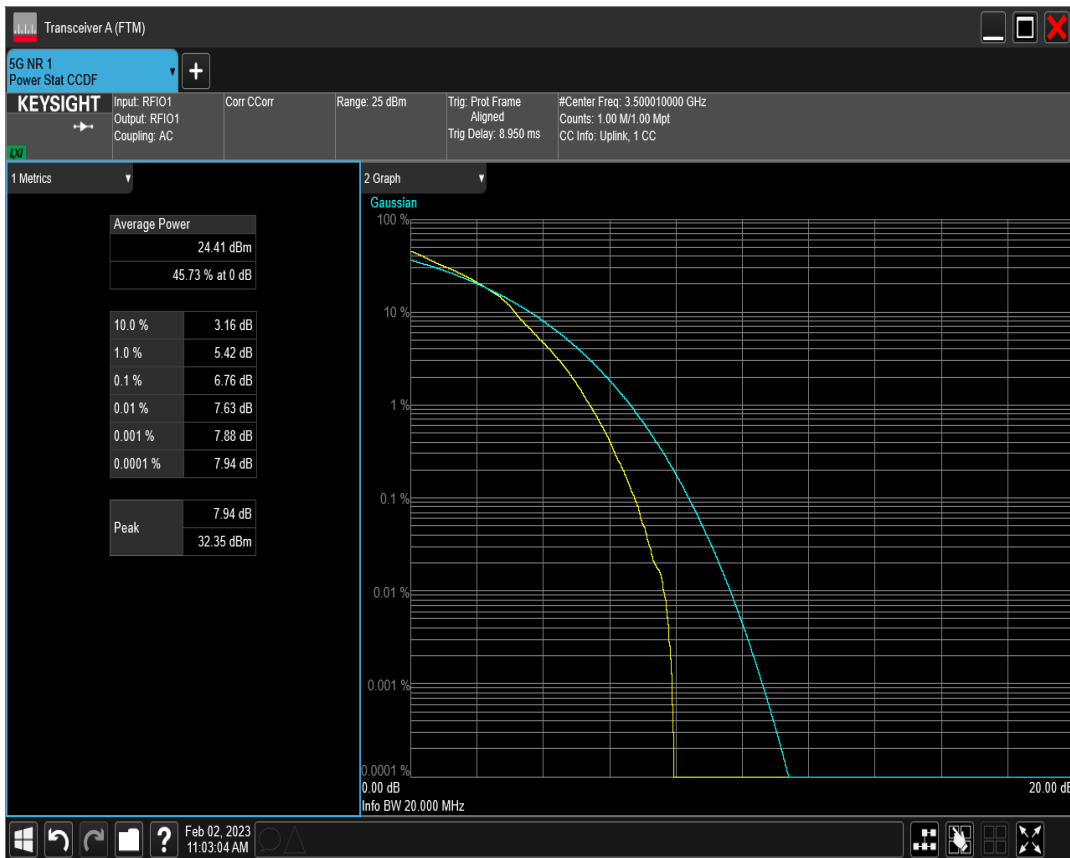 Transceiver A (FTM)
5G NR 1
Power Stat CCDF
+
KEYSIGHT
LXI
Input: RFIO1
Output: RFIO1
Coupling: AC
Corr CCorr
Range: 25 dBm
Trig: Prot Frame
Aligned
Trig Delay: 8.950 ms
#Center Freq: 3.500010000 GHz
Counts: 1.00 M/1.00 Mpt
CC Info: Uplink, 1 CC
1 Metrics
Average Power
24.41 dBm
45.73 % at 0 dB
10.0 % 3.16 dB
1.0 % 5.42 dB
0.1 % 6.76 dB
0.01 % 7.63 dB
0.001 % 7.88 dB
0.0001 % 7.94 dB
Peak 7.94 dB
32.35 dBm
2 Graph
Gaussian
100 %
10 %
1 %
0.1 %
0.01 %
0.001 %
0.0001 %
0.00 dB 20.00 dB
Info BW 20.000 MHz
?
Feb 02, 2023
11:03:04 AM